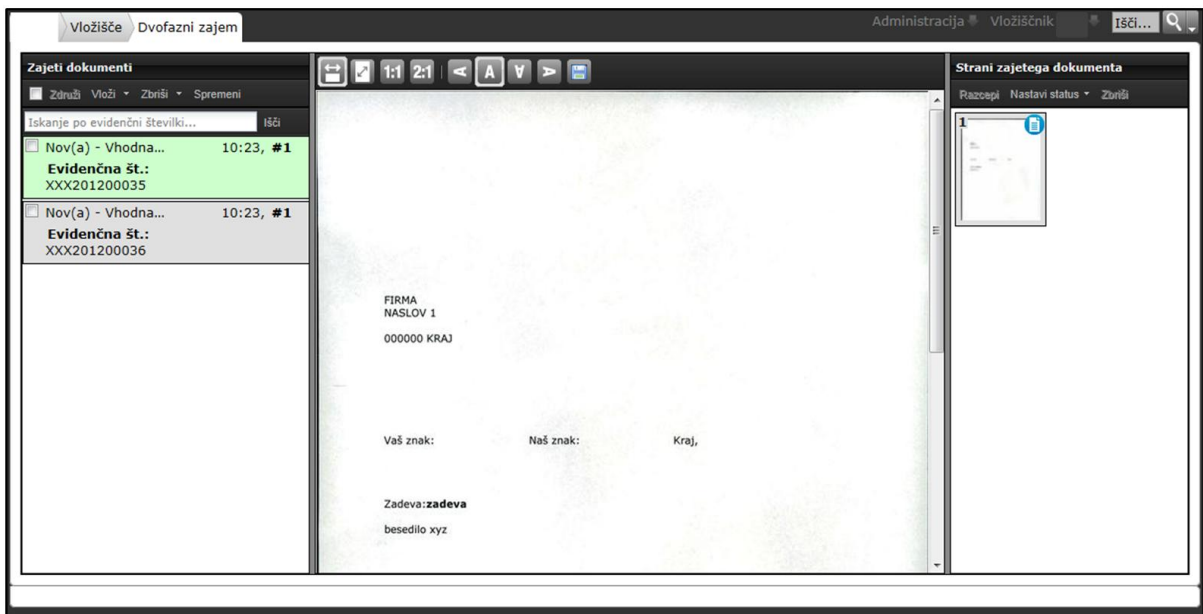 Vložišče Dvofazni zajem Administracija Vložiščnik Išči...
Zajeti dokumenti
Združi Vloži Zbriši Spremeni
Iskanje po evidenčni številki... Išči
Nov(a) - Vhodna... 10:23, #1
Evidenčna št.:
XXX201200035
Nov(a) - Vhodna... 10:23, #1
Evidenčna št.:
XXX201200036
1:1 2:1 A A A A
FIRMA
NASLOV 1
000000 KRAJ
Vaš znak: Naš znak: Kraj,
Zadeva:zadeva
besedilo xyz
Strani zajetega dokumenta
Razcepi Nastavi status Zbriši
1